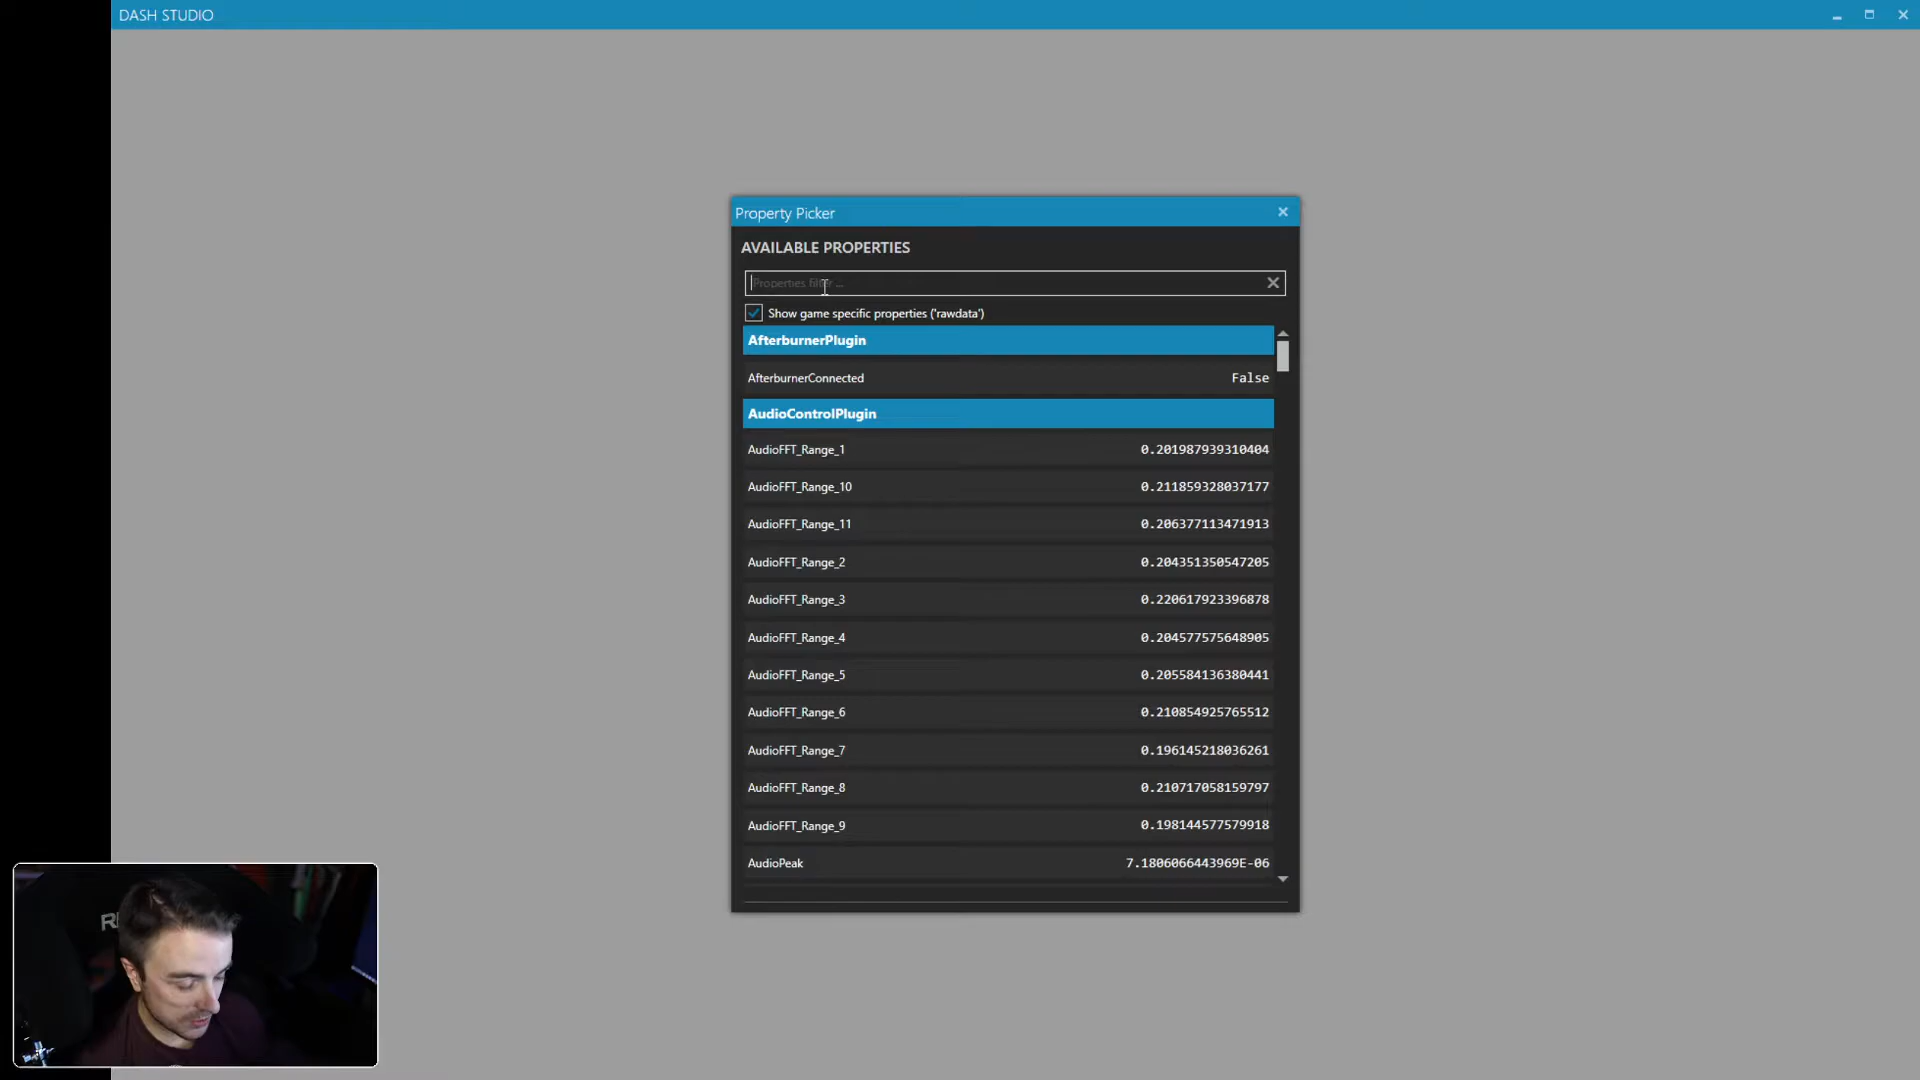 DASH STUDIO
Property Picker
AVAILABLE PROPERTIES
Properties filter ...
Show game specific properties ('rawdata')
AfterburnerPlugin
AfterburnerConnected False
AudioControlPlugin
AudioFFT_Range_1 0.201987939310404
AudioFFT_Range_10 0.211859328037177
AudioFFT_Range_11 0.206377113471913
AudioFFT_Range_2 0.204351350547205
AudioFFT_Range_3 0.220617923396878
AudioFFT_Range_4 0.204577575648905
AudioFFT_Range_5 0.205584136380441
AudioFFT_Range_6 0.210854925765512
AudioFFT_Range_7 0.196145218036261
AudioFFT_Range_8 0.210717058159797
AudioFFT_Range_9 0.198144577579918
AudioPeak 7.1806066443969E-06